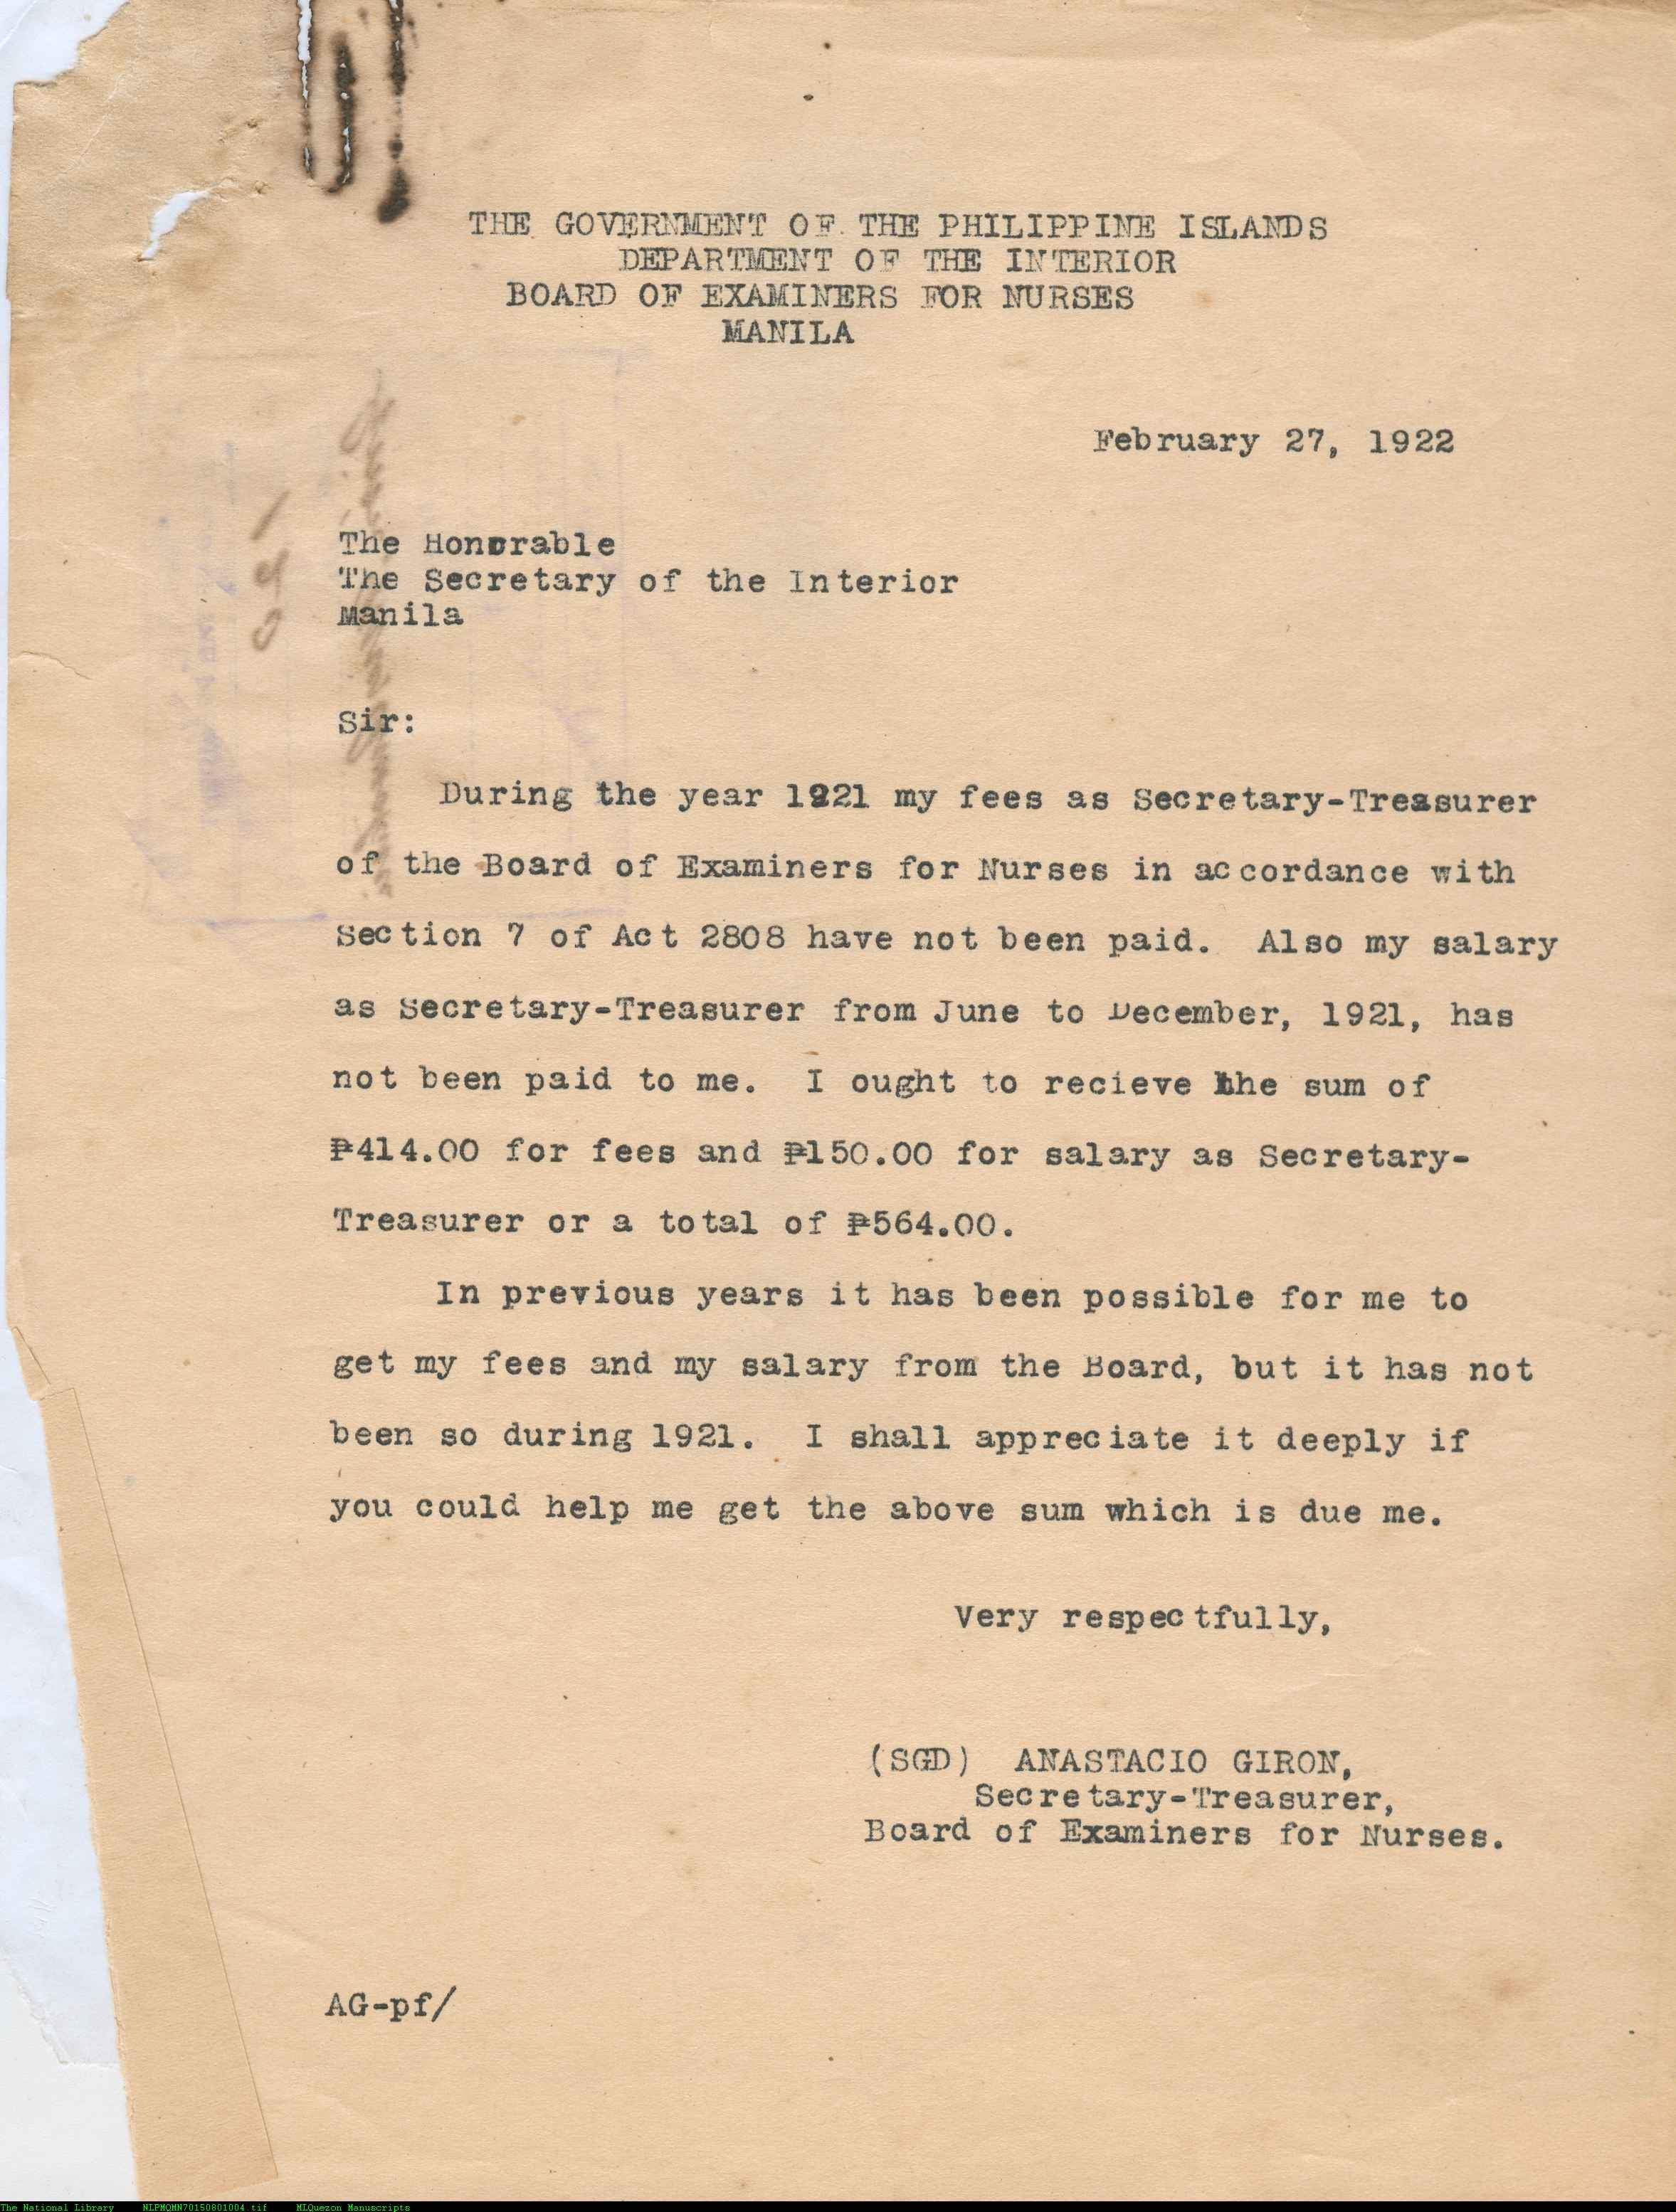 THE GOVERNMENT OF THE PHILIPPINE ISLANDS
DEPARTMENT OF THE INTERIOR
BOARD OF EXAMINERS FOR NURSES
MANILA
February 27, 1922
The Honorable
The Secretary of the Interior
Manila
Sir:
During the year 1921 my fees as Secretary-Treasurer
of the Board of Examiners for Nurses in accordance with
Section 7 of Act 2808 have not been paid. Also my salary
as Secretary-Treasurer from June to December, 1921, has
not been paid to me. I ought to recieve the sum of
₱414.00 for fees and ₱150.00 for salary as Secretary-
Treasurer or a total of ₱564.00.
In previous years it has been possible for me to
get my fees and my salary from the Board, but it has not
been so during 1921. I shall appreciate it deeply if
you could help me get the above sum which is due me.
Very respectfully,
(SGD) ANASTACIO GIRON,
Secretary-Treasurer,
Board of Examiners for Nurses.
AG-pf/
The National Library NLPMQMN70150801004.tif MLQuezon Manuscripts